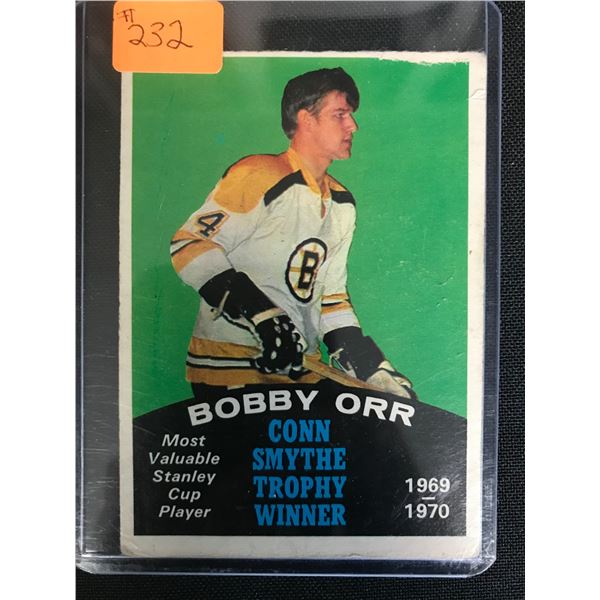 #
232
4
B
BOBBY ORR
Most
Valuable
Stanley
Cup
Player
CONN
SMYTHE
TROPHY
WINNER
1969
–
1970